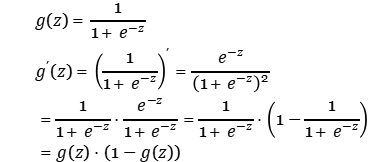 g(z) = 1 / (1 + e^{−z})
g′(z) = (1 / (1 + e^{−z}))′ = e^{−z} / (1 + e^{−z})²
= 1 / (1 + e^{−z}) · e^{−z} / (1 + e^{−z}) = 1 / (1 + e^{−z}) · (1 − 1 / (1 + e^{−z}))
= g(z) · (1 − g(z))